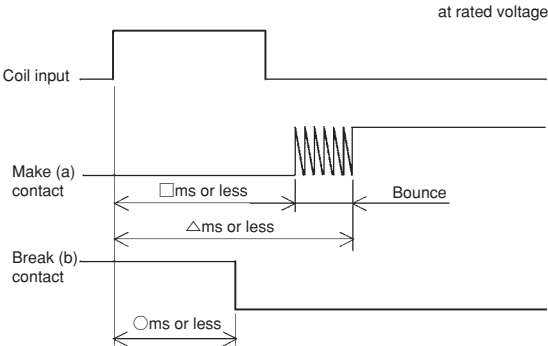 at rated voltage
Coil input
Make (a)
contact
□ms or less
Bounce
△ms or less
Break (b)
contact
○ms or less